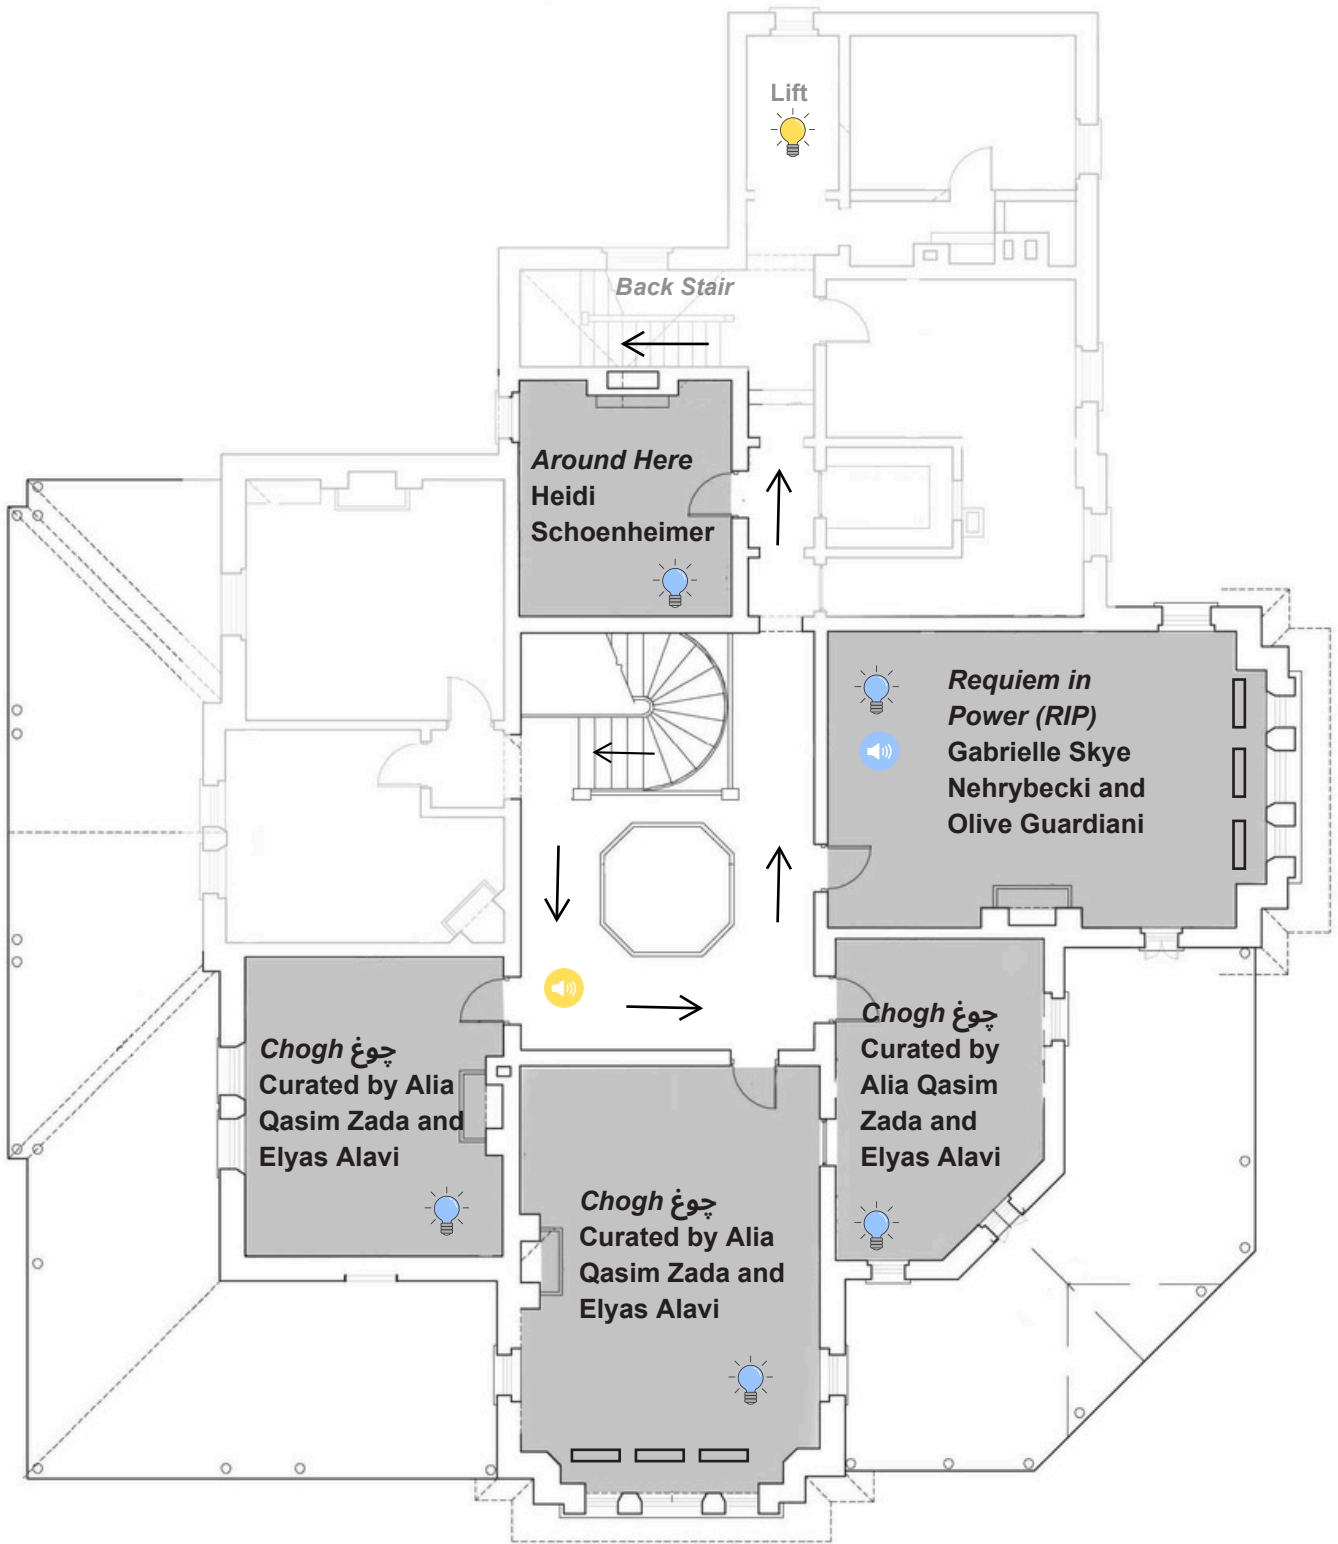 Lift
Back Stair
Around Here
Heidi
Schoenheimer
Requiem in
Power (RIP)
Gabrielle Skye
Nehrybecki and
Olive Guardiani
Chogh چوغ
Curated by
Alia Qasim
Zada and
Elyas Alavi
Chogh چوغ
Curated by Alia
Qasim Zada and
Elyas Alavi
Chogh چوغ
Curated by Alia
Qasim Zada and
Elyas Alavi